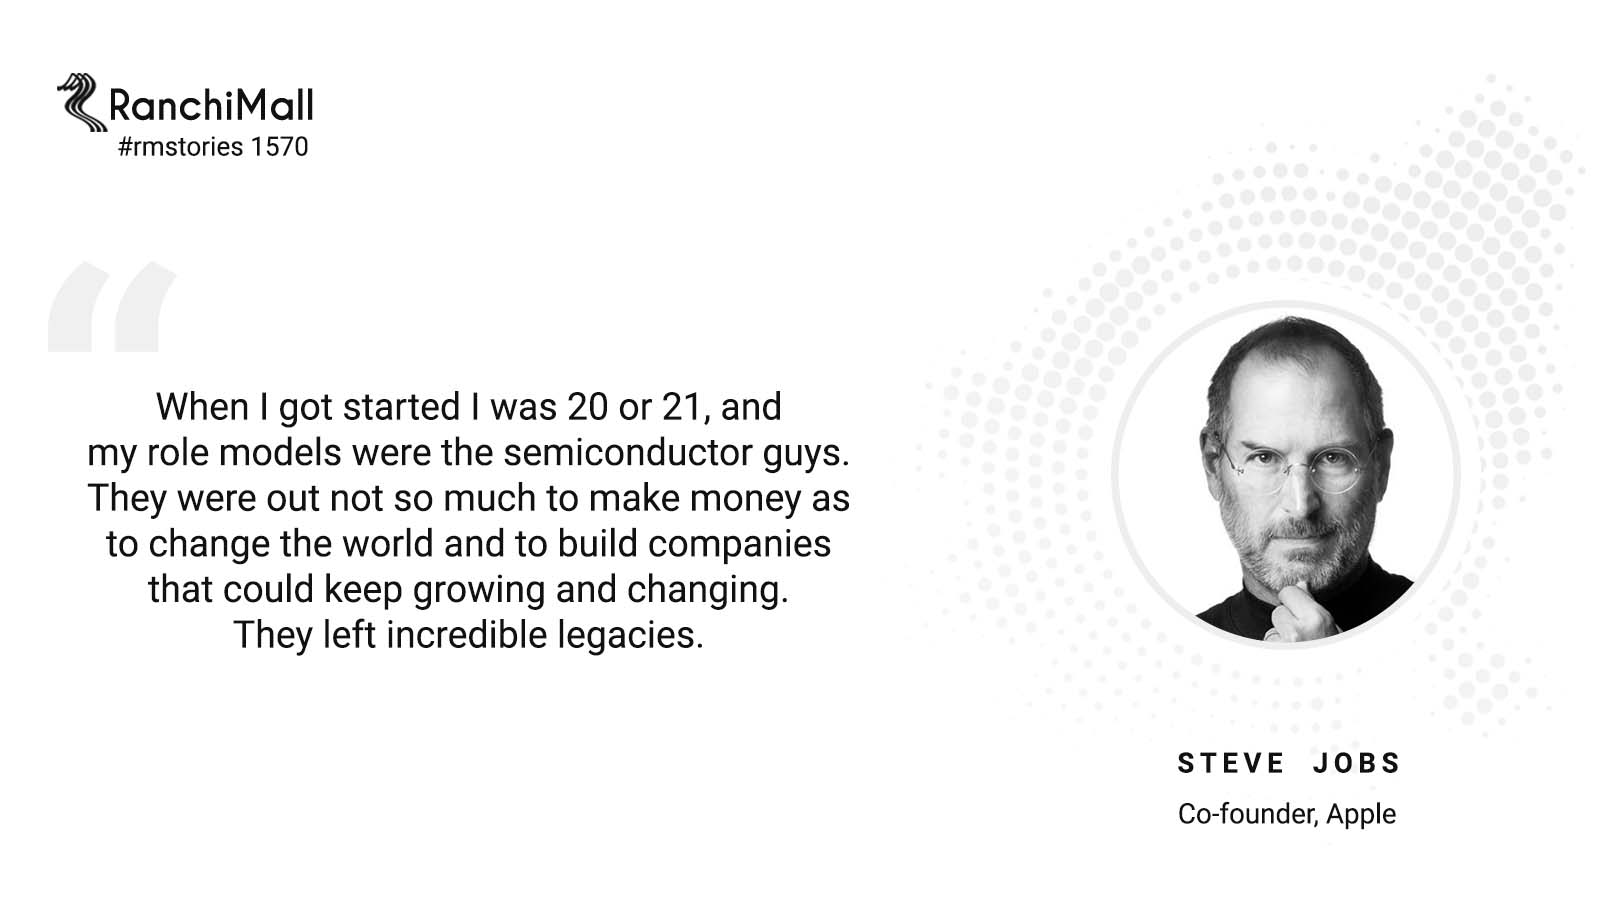 RanchiMall
#rmstories 1570
When I got started I was 20 or 21, and
my role models were the semiconductor guys.
They were out not so much to make money as
to change the world and to build companies
that could keep growing and changing.
They left incredible legacies.
STEVE JOBS
Co-founder, Apple